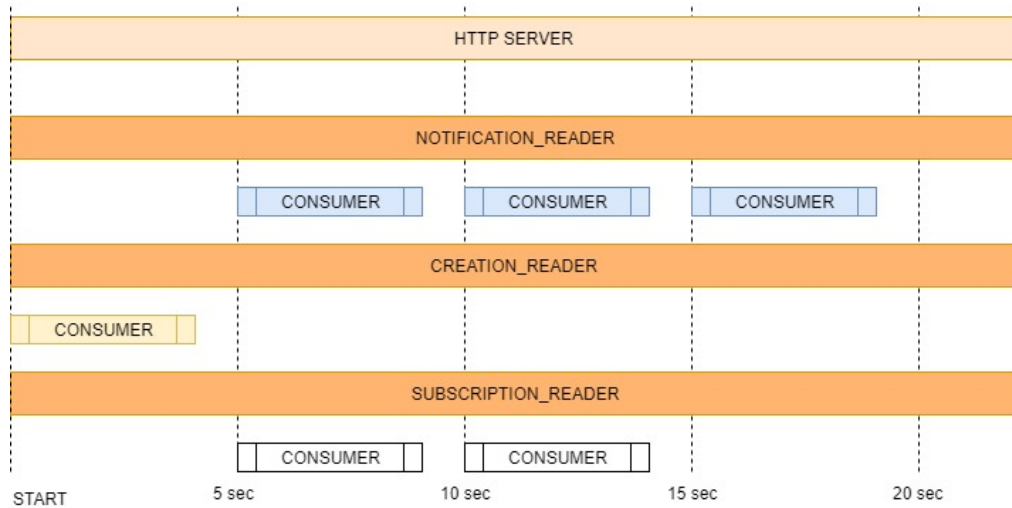 HTTP SERVER
NOTIFICATION_READER
CONSUMER CONSUMER CONSUMER
CREATION_READER
CONSUMER
SUBSCRIPTION_READER
CONSUMER CONSUMER
START 5 sec 10 sec 15 sec 20 sec